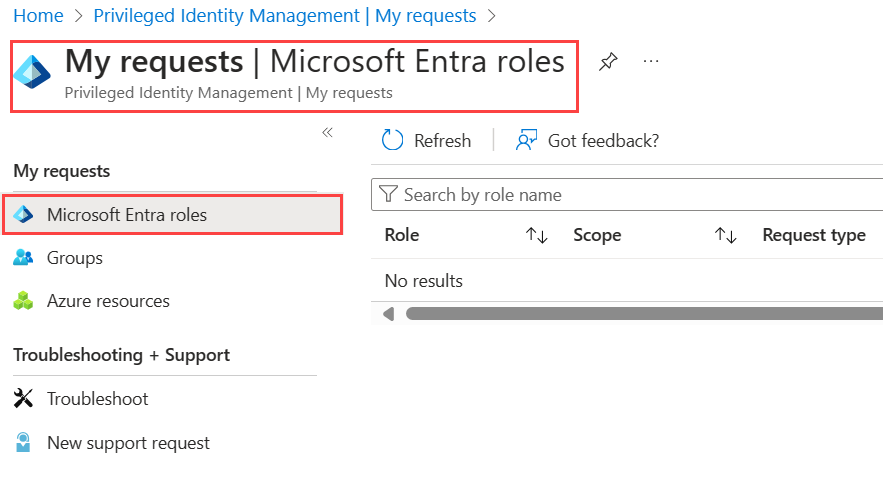 Home > Privileged Identity Management | My requests >
My requests | Microsoft Entra roles
Privileged Identity Management | My requests
Refresh | Got feedback?
My requests
Search by role name
Microsoft Entra roles
Role Scope Request type
Groups
No results
Azure resources
Troubleshooting + Support
Troubleshoot
New support request